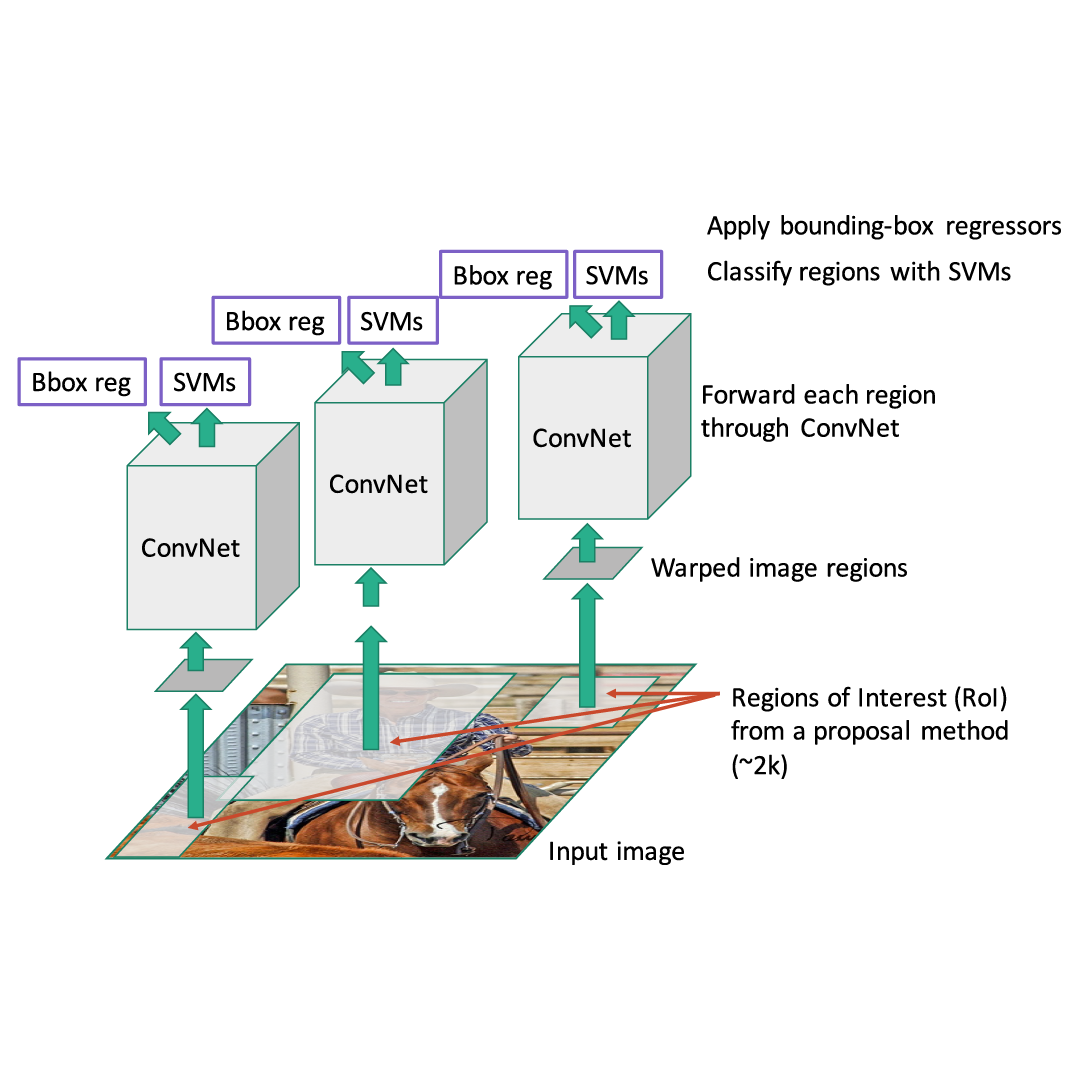 Apply bounding-box regressors
Bbox reg
SVMs
Classify regions with SVMs
Bbox reg
SVMs
Bbox reg
SVMs
Forward each region
through ConvNet
ConvNet
ConvNet
ConvNet
Warped image regions
Regions of Interest (RoI)
from a proposal method
(~2k)
Input image